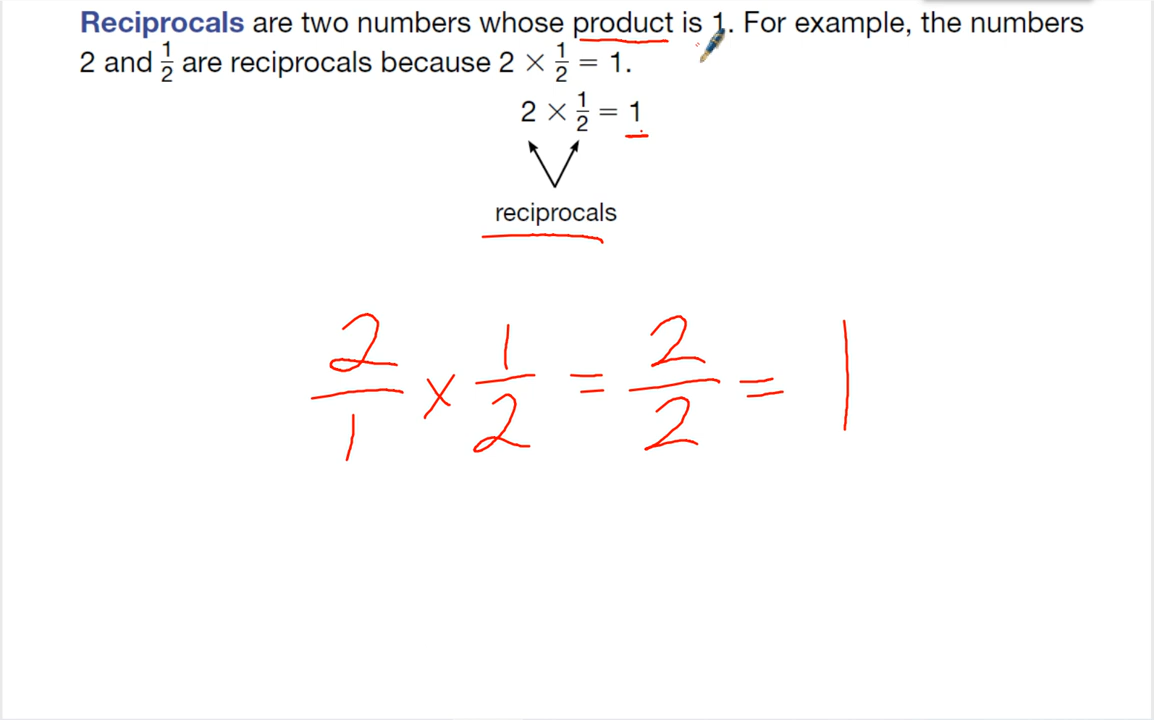 Reciprocals are two numbers whose product is 1. For example, the numbers
2 and 1/2 are reciprocals because 2 × 1/2 = 1.
2 × 1/2 = 1
reciprocals
2/1 x 1/2 = 2/2 = 1